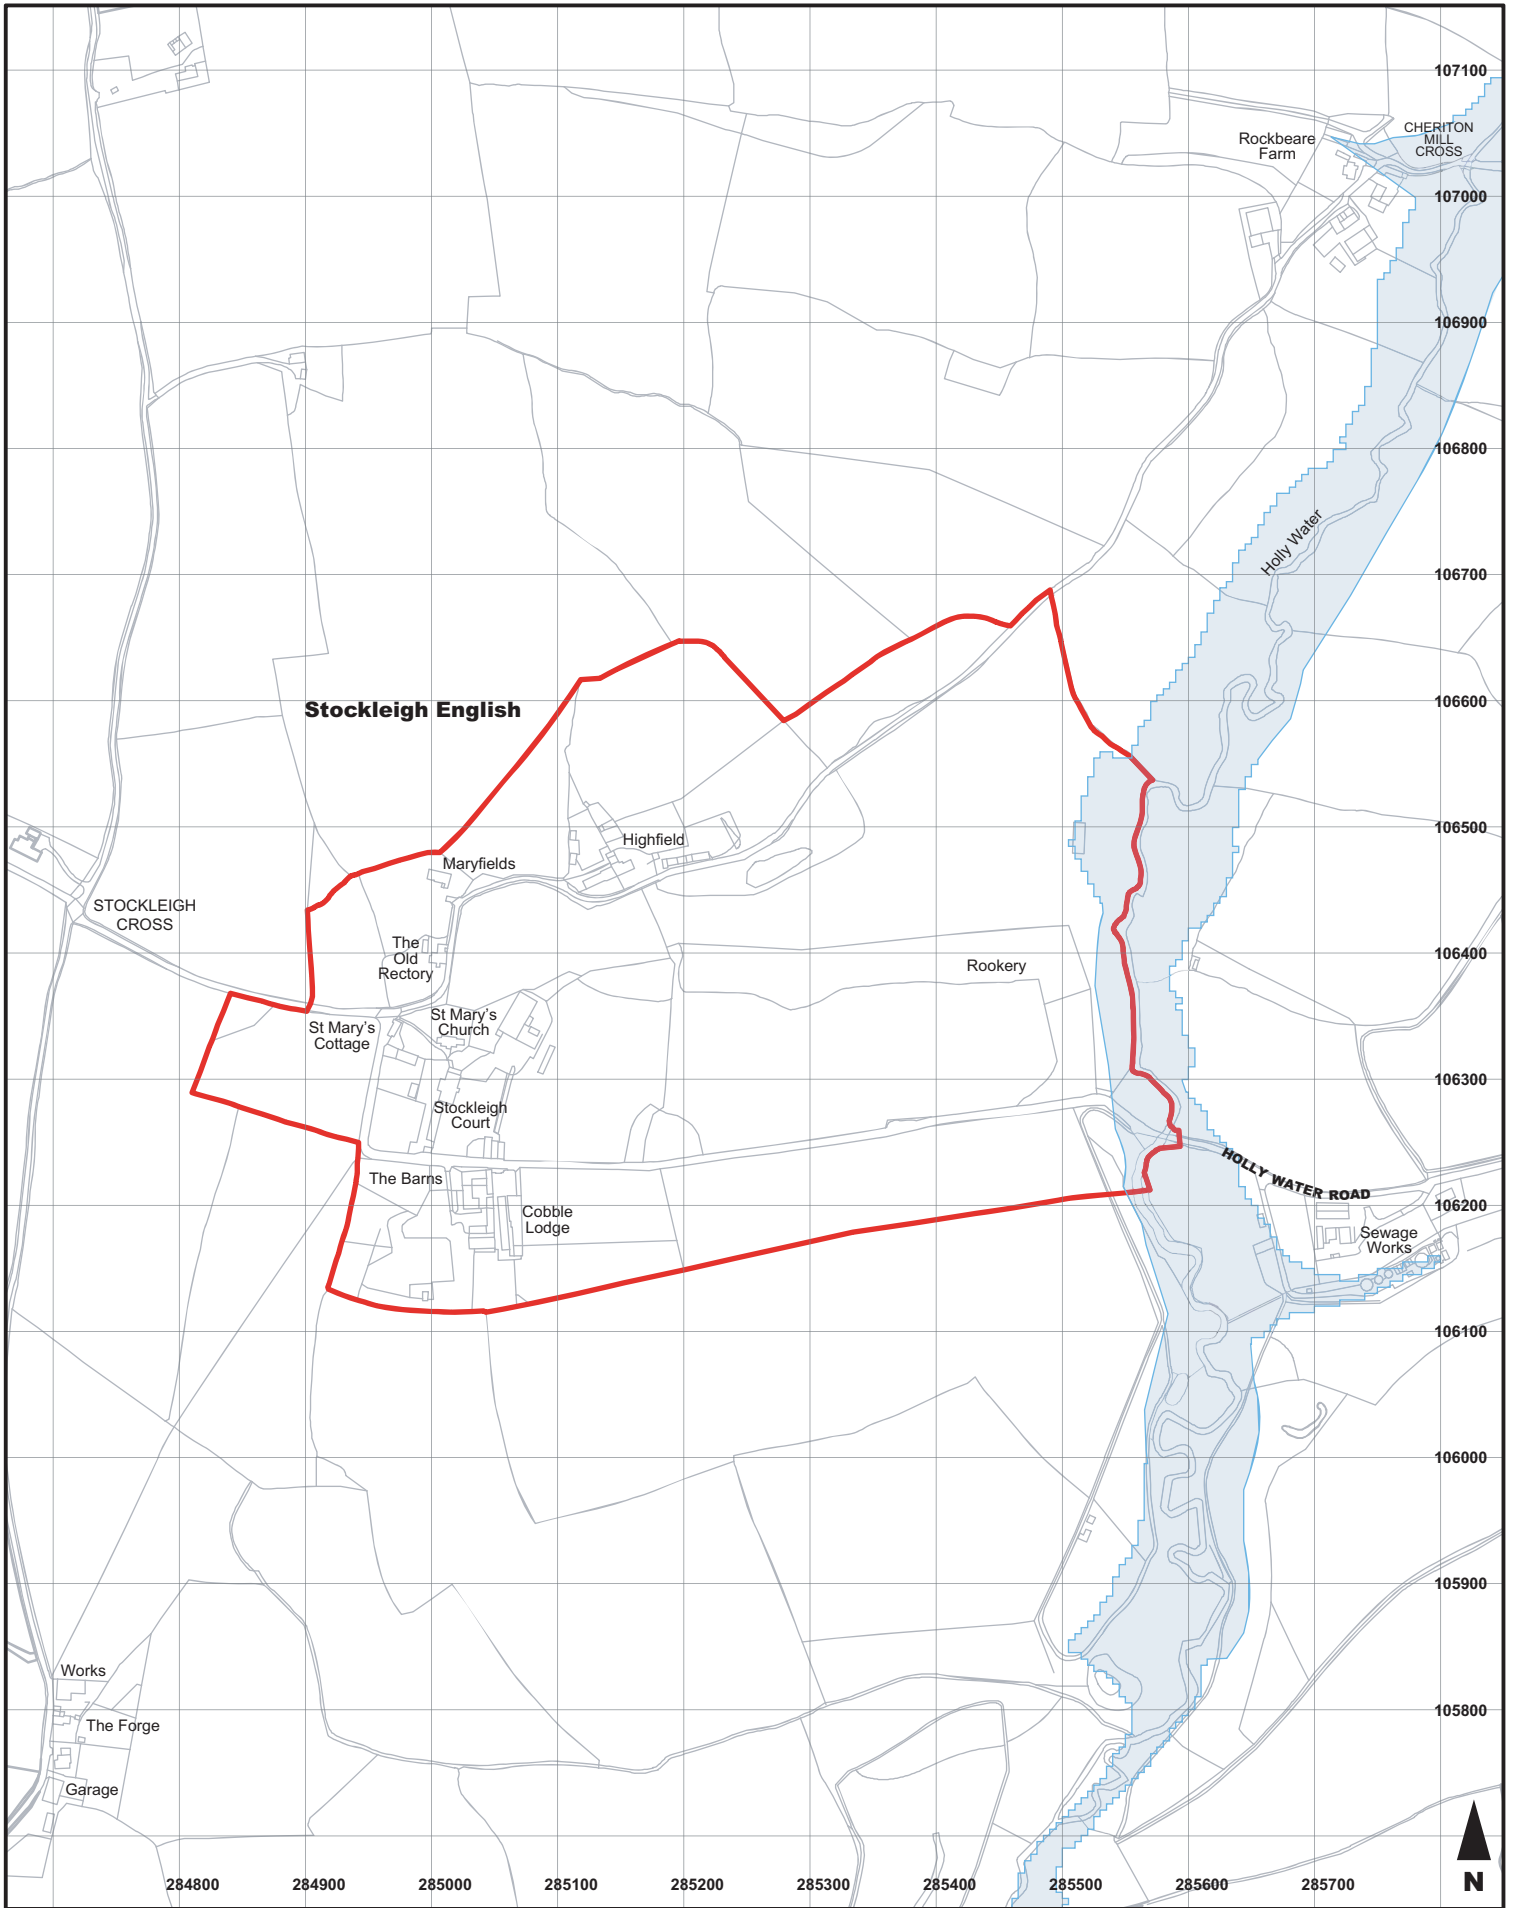 107100
CHERITON
MILL
CROSS
Rockbeare
Farm
107000
106900
106800
Holly Water
106700
106600
Stockleigh English
106500
Highfield
Maryfields
STOCKLEIGH
CROSS
The
Old
Rectory
106400
Rookery
St Mary's
Church
St Mary's
Cottage
106300
Stockleigh
Court
HOLLY WATER ROAD
The Barns
106200
Cobble
Lodge
Sewage
Works
106100
106000
105900
Works
The Forge
105800
Garage
284800
284900
285000
285100
285200
285300
285400
285500
285600
285700
N